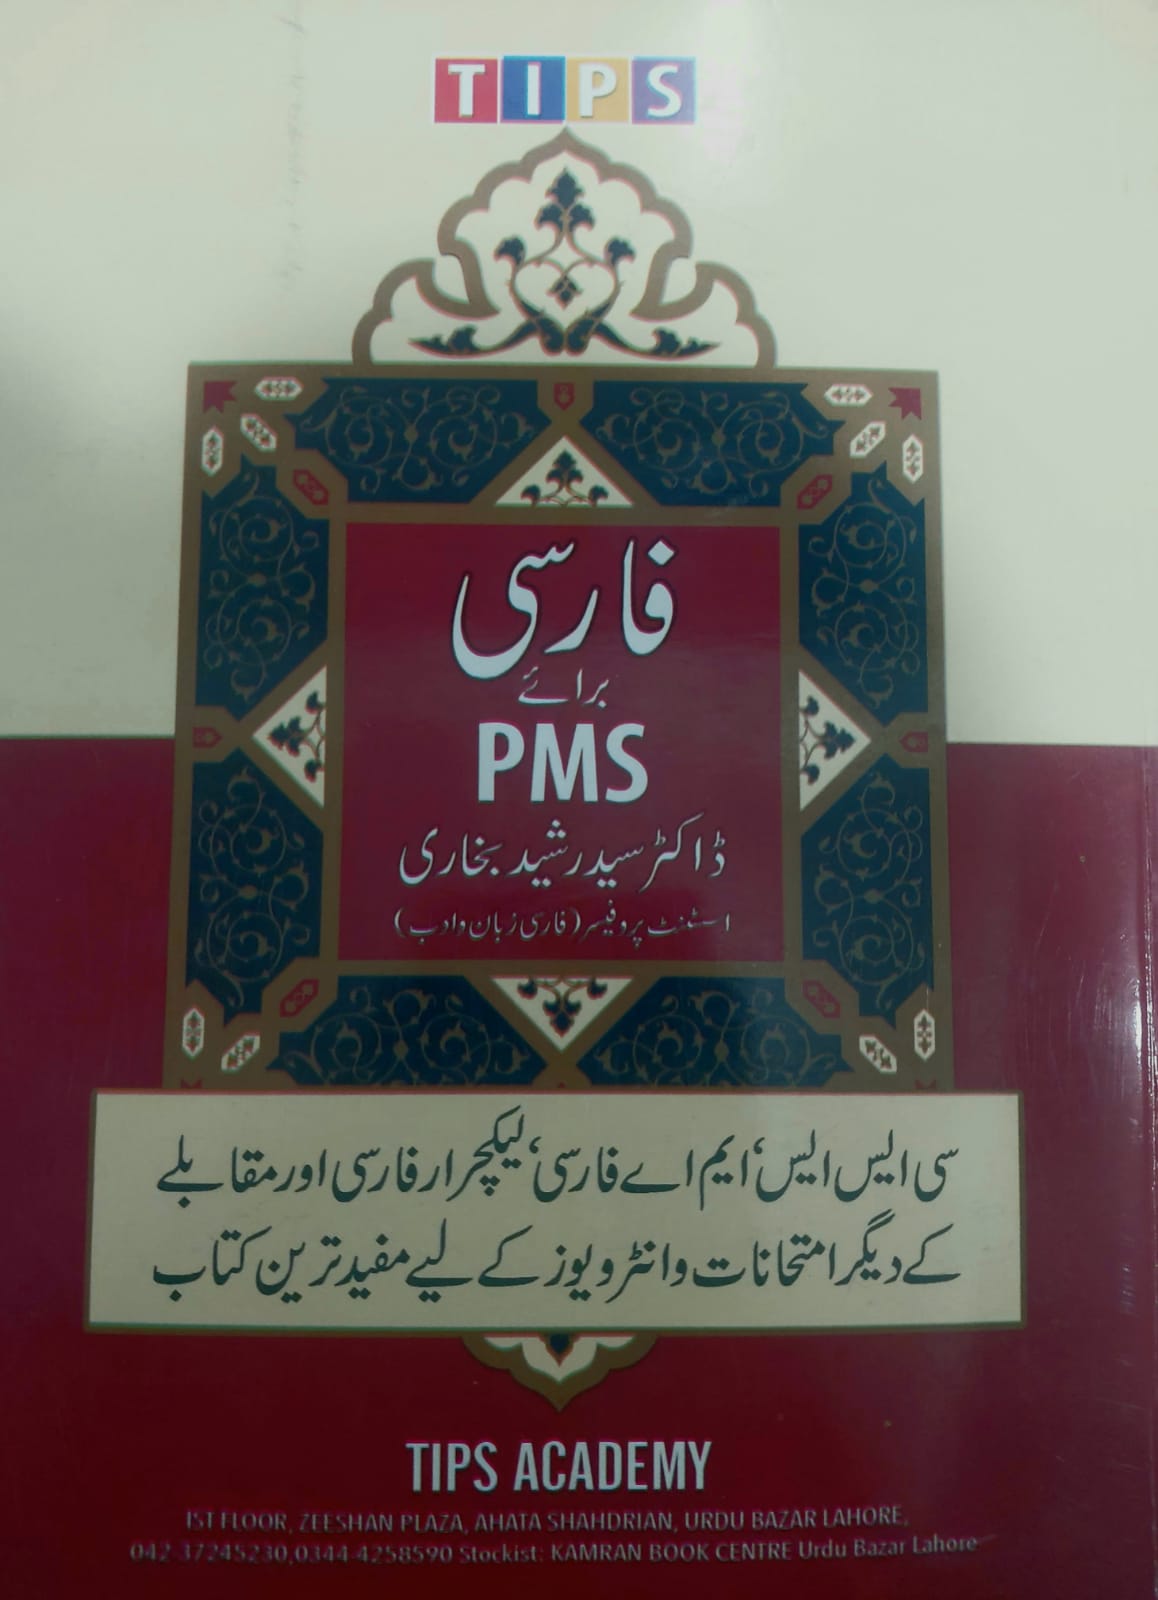 TIPS
فارسی
برائے
PMS
ڈاکٹر سید رشید بخاری
اسسٹنٹ پروفیسر (فارسی زبان و ادب)
سی ایس ایس، ایم اے فارسی، لیکچرار فارسی اور مقابلے
کے دیگر امتحانات و انٹرویوز کے لیے مفید ترین کتاب
TIPS ACADEMY
IST FLOOR, ZEESHAN PLAZA, AHATA SHAHDRIAN, URDU BAZAR LAHORE,
042-37245230,0344-4258590 Stockist: KAMRAN BOOK CENTRE Urdu Bazar Lahore